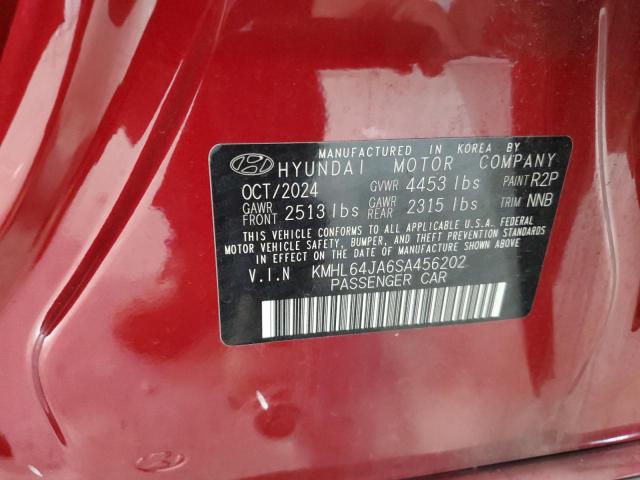 MANUFACTURED IN KOREA BY
HYUNDAI MOTOR COMPANY
OCT/2024 GVWR 4453 lbs PAINT R2P
GAWR FRONT 2513 lbs GAWR REAR 2315 lbs TRIM NNB
THIS VEHICLE CONFORMS TO ALL APPLICABLE U.S.A. FEDERAL
MOTOR VEHICLE SAFETY, BUMPER, AND THEFT PREVENTION STANDARDS
IN EFFECT ON THE DATE OF MANUFACTURE SHOWN ABOVE.
V.I.N KMHL64JA6SA456202
PASSENGER CAR